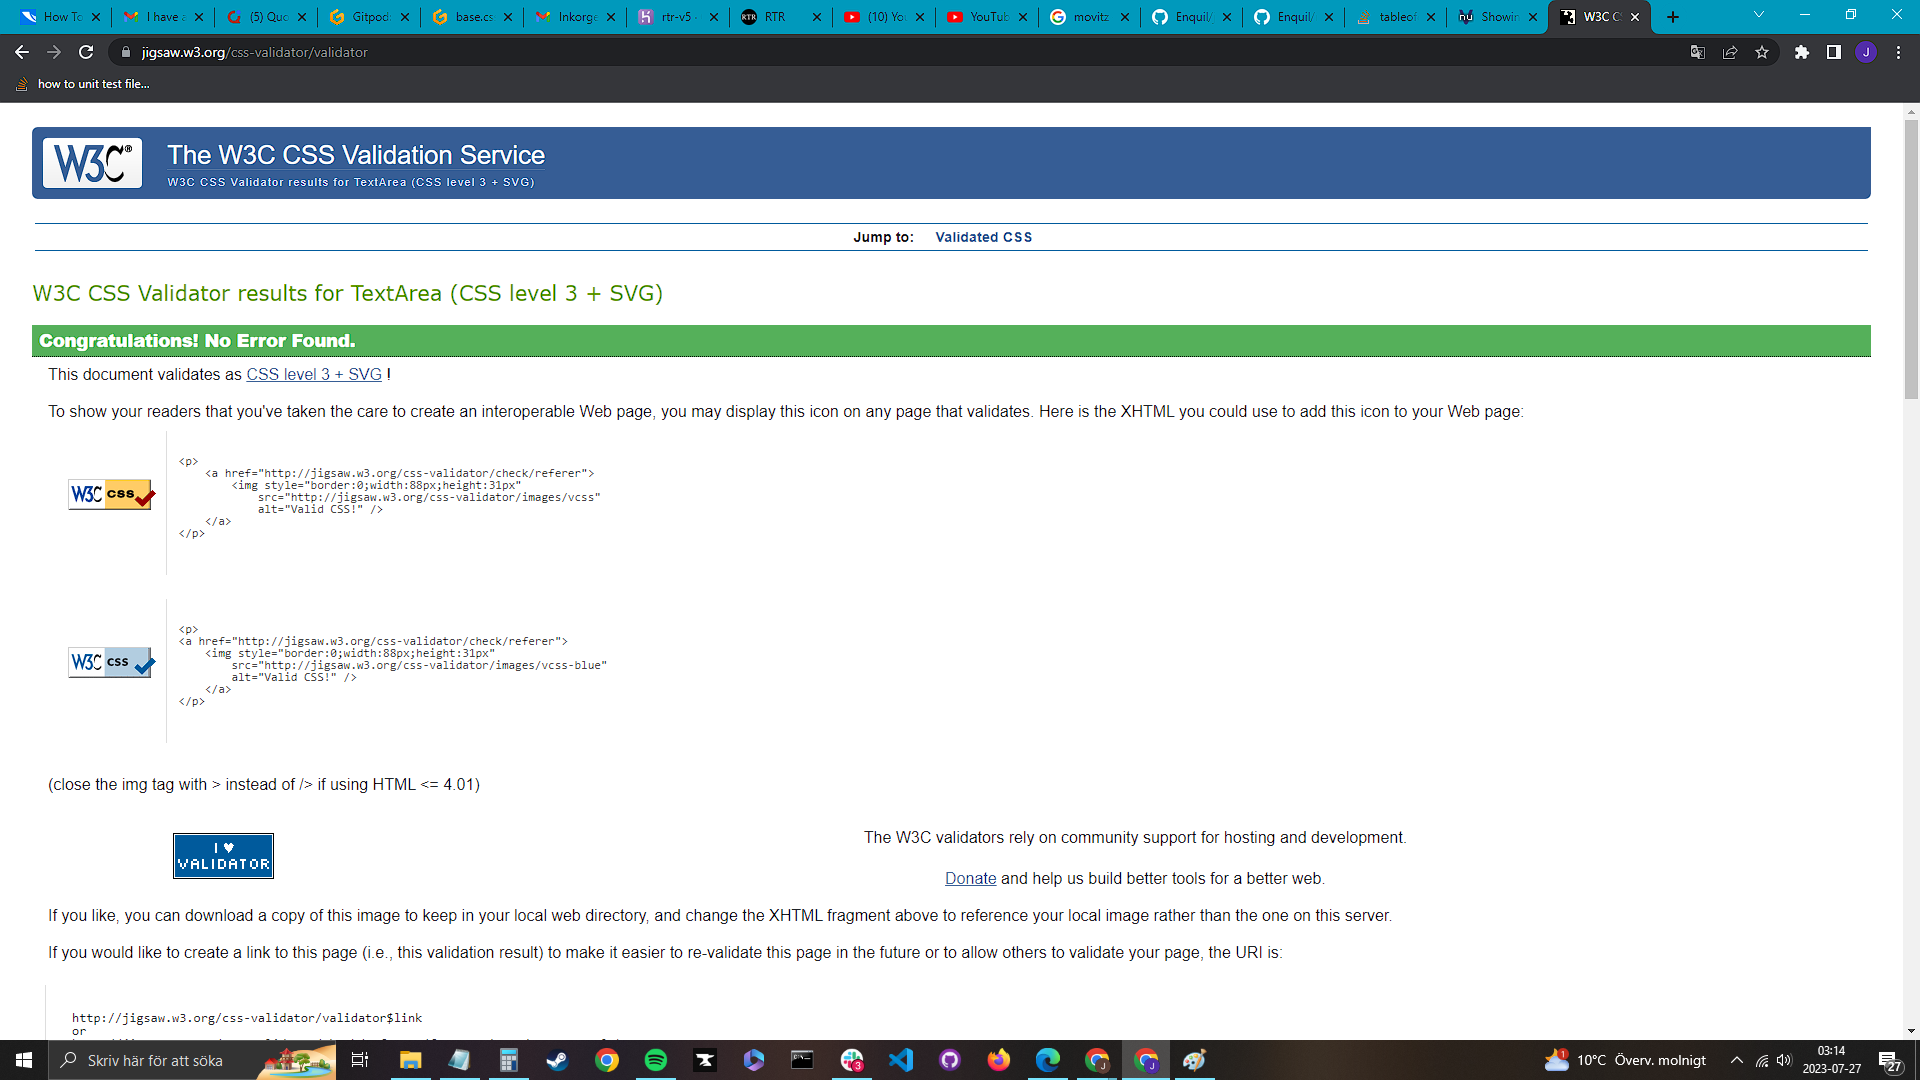 How To
I have a
(5) Quo
Gitpod
base.cs
Inkorge
rtr-v5 -
RTR
RTR
(10) Yo
YouTub
movitz
Enquil/
Enquil/
tableof
Showin
W3C CS
jigsaw.w3.org/css-validator/validator
J
how to unit test file...
W3C®
The W3C CSS Validation Service
W3C CSS Validator results for TextArea (CSS level 3 + SVG)
Jump to: Validated CSS
W3C CSS Validator results for TextArea (CSS level 3 + SVG)
Congratulations! No Error Found.
This document validates as CSS level 3 + SVG !
To show your readers that you've taken the care to create an interoperable Web page, you may display this icon on any page that validates. Here is the XHTML you could use to add this icon to your Web page:
W3C css
<p>
<a href="http://jigsaw.w3.org/css-validator/check/referer">
<img style="border:0;width:88px;height:31px"
src="http://jigsaw.w3.org/css-validator/images/vcss"
alt="Valid CSS!" />
</a>
</p>
W3C css
<p>
<a href="http://jigsaw.w3.org/css-validator/check/referer">
<img style="border:0;width:88px;height:31px"
src="http://jigsaw.w3.org/css-validator/images/vcss-blue"
alt="Valid CSS!" />
</a>
</p>
(close the img tag with > instead of /> if using HTML <= 4.01)
I ♥
VALIDATOR
The W3C validators rely on community support for hosting and development.
Donate and help us build better tools for a better web.
If you like, you can download a copy of this image to keep in your local web directory, and change the XHTML fragment above to reference your local image rather than the one on this server.
If you would like to create a link to this page (i.e., this validation result) to make it easier to re-validate this page in the future or to allow others to validate your page, the URI is:
http://jigsaw.w3.org/css-validator/validator$link
or
Skriv här för att söka
3
J
J
1
10°C Överv. molnigt
03:14
2023-07-27
27